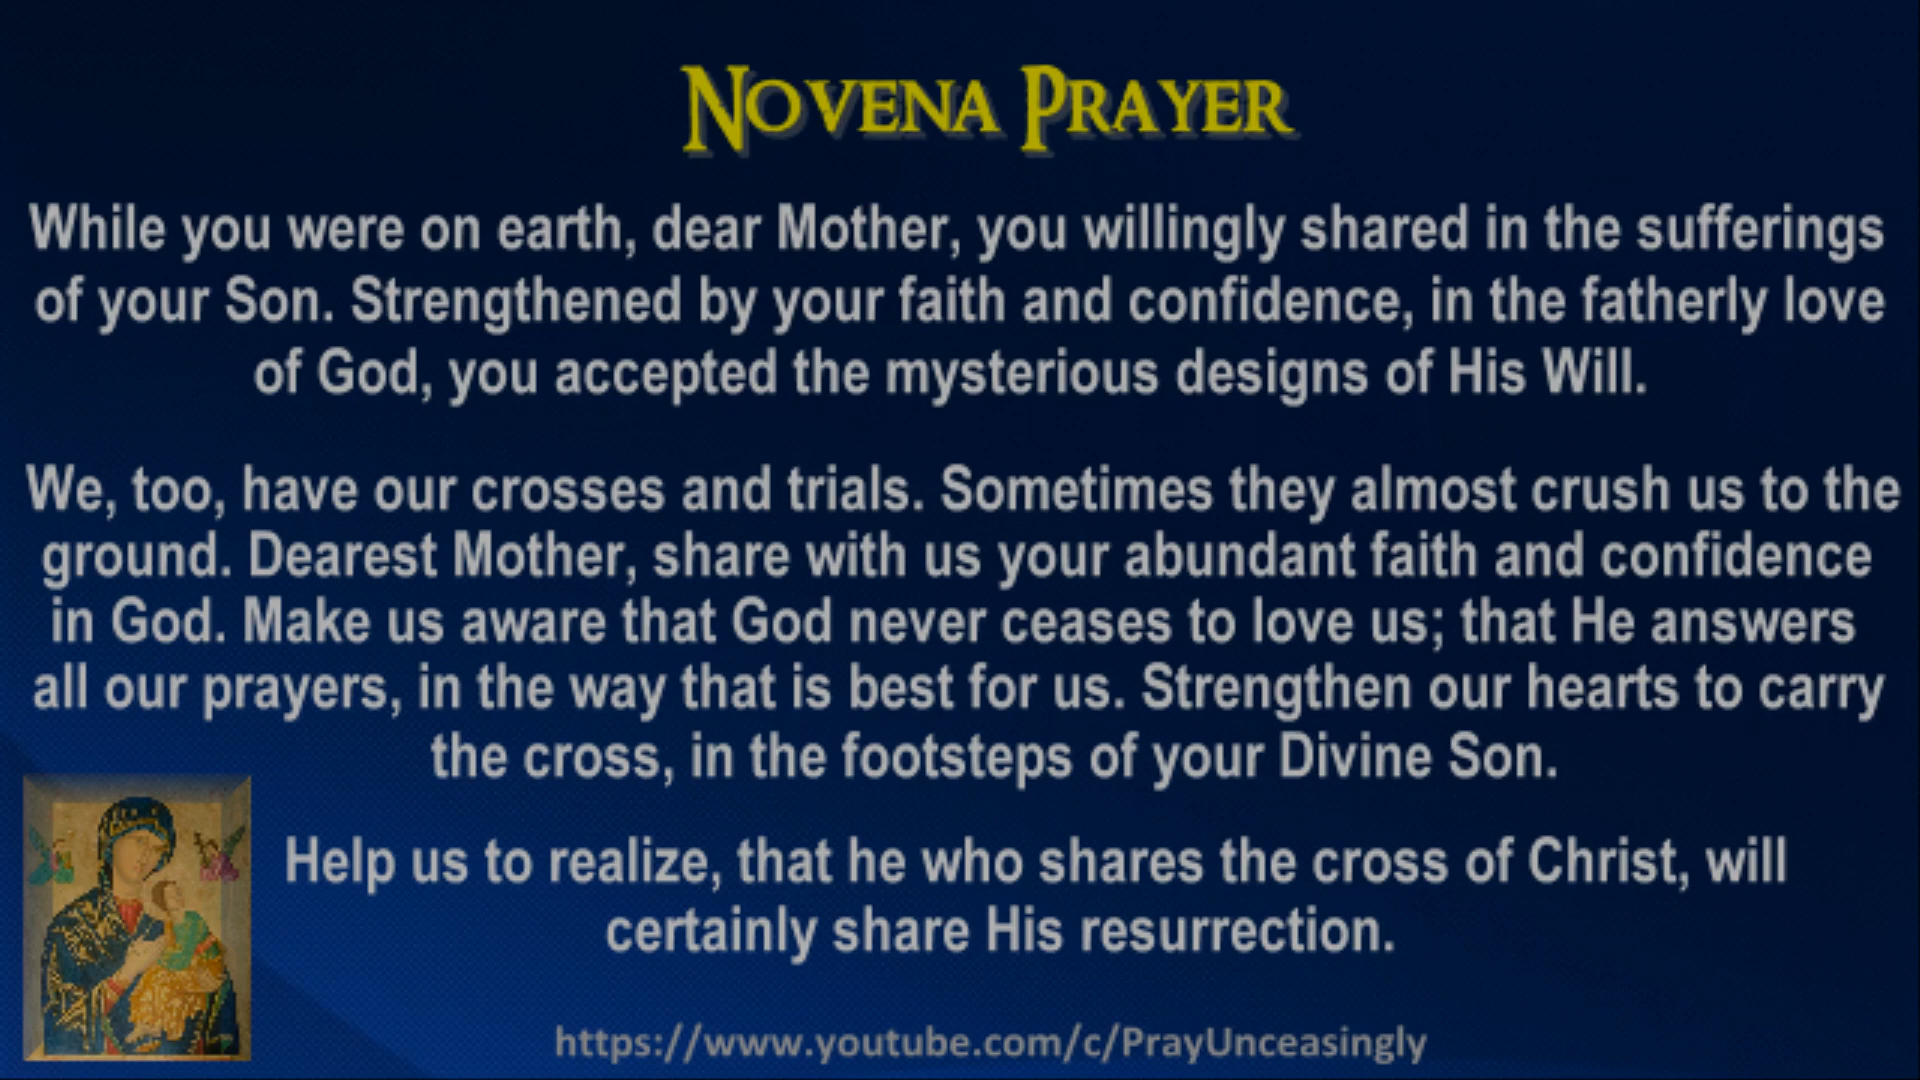 Novena Prayer
While you were on earth, dear Mother, you willingly shared in the sufferings
of your Son. Strengthened by your faith and confidence, in the fatherly love
of God, you accepted the mysterious designs of His Will.
We, too, have our crosses and trials. Sometimes they almost crush us to the
ground. Dearest Mother, share with us your abundant faith and confidence
in God. Make us aware that God never ceases to love us; that He answers
all our prayers, in the way that is best for us. Strengthen our hearts to carry
the cross, in the footsteps of your Divine Son.
Help us to realize, that he who shares the cross of Christ, will
certainly share His resurrection.
https://www.youtube.com/c/PrayUnceasingly